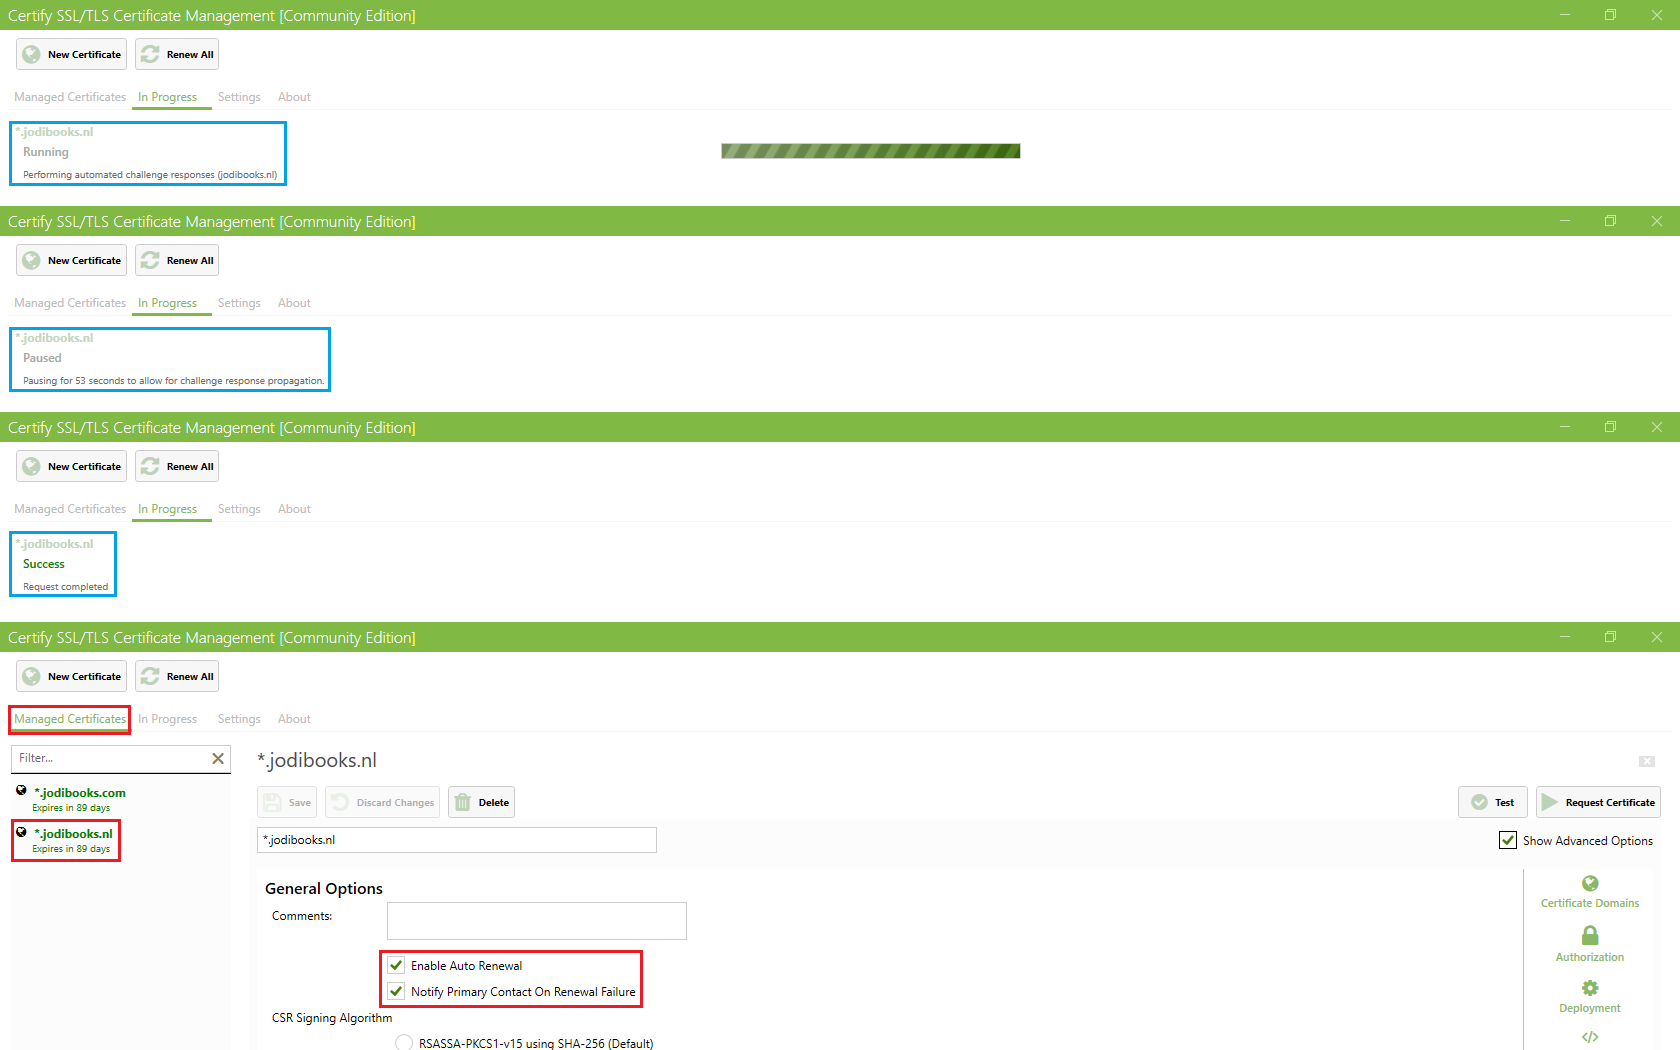 Certify SSL/TLS Certificate Management [Community Edition]
New Certificate Renew All
Managed Certificates In Progress Settings About
*.jodibooks.nl
Running
Performing automated challenge responses (jodibooks.nl)
Certify SSL/TLS Certificate Management [Community Edition]
New Certificate Renew All
Managed Certificates In Progress Settings About
*.jodibooks.nl
Paused
Pausing for 53 seconds to allow for challenge response propagation.
Certify SSL/TLS Certificate Management [Community Edition]
New Certificate Renew All
Managed Certificates In Progress Settings About
*.jodibooks.nl
Success
Request completed
Certify SSL/TLS Certificate Management [Community Edition]
New Certificate Renew All
Managed Certificates In Progress Settings About
Filter...
*.jodibooks.com
Expires in 89 days
*.jodibooks.nl
Expires in 89 days
*.jodibooks.nl
Save Discard Changes Delete Test Request Certificate
*.jodibooks.nl
Show Advanced Options
General Options
Comments:
Enable Auto Renewal
Notify Primary Contact On Renewal Failure
CSR Signing Algorithm
RSASSA-PKCS1-v15 using SHA-256 (Default)
Certificate Domains
Authorization
Deployment